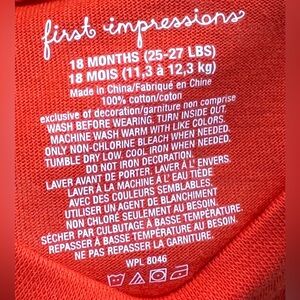 first impressions
18 MONTHS (25-27 LBS)
18 MOIS (11,3 à 12,3 kg)
Made in China/Fabriqué en Chine
100% cotton/coton
exclusive of decoration/garniture non comprise
WASH BEFORE WEARING. TURN INSIDE OUT.
MACHINE WASH WARM WITH LIKE COLORS.
ONLY NON-CHLORINE BLEACH WHEN NEEDED.
TUMBLE DRY LOW. COOL IRON WHEN NEEDED.
DO NOT IRON DECORATION.
LAVER AVANT DE PORTER. LAVER À L' ENVERS.
LAVER À LA MACHINE À L' EAU TIÈDE
AVEC DES COULEURS SEMBLABLES.
UTILISER UN AGENT DE BLANCHIMENT
NON CHLORÉ SEULEMENT AU BESOIN.
SÉCHER PAR CULBUTAGE À BASSE TEMPÉRATURE.
REPASSER À BASSE TEMPÉRATURE AU BESOIN.
NE PAS REPASSER LA GARNITURE.
WPL 8046